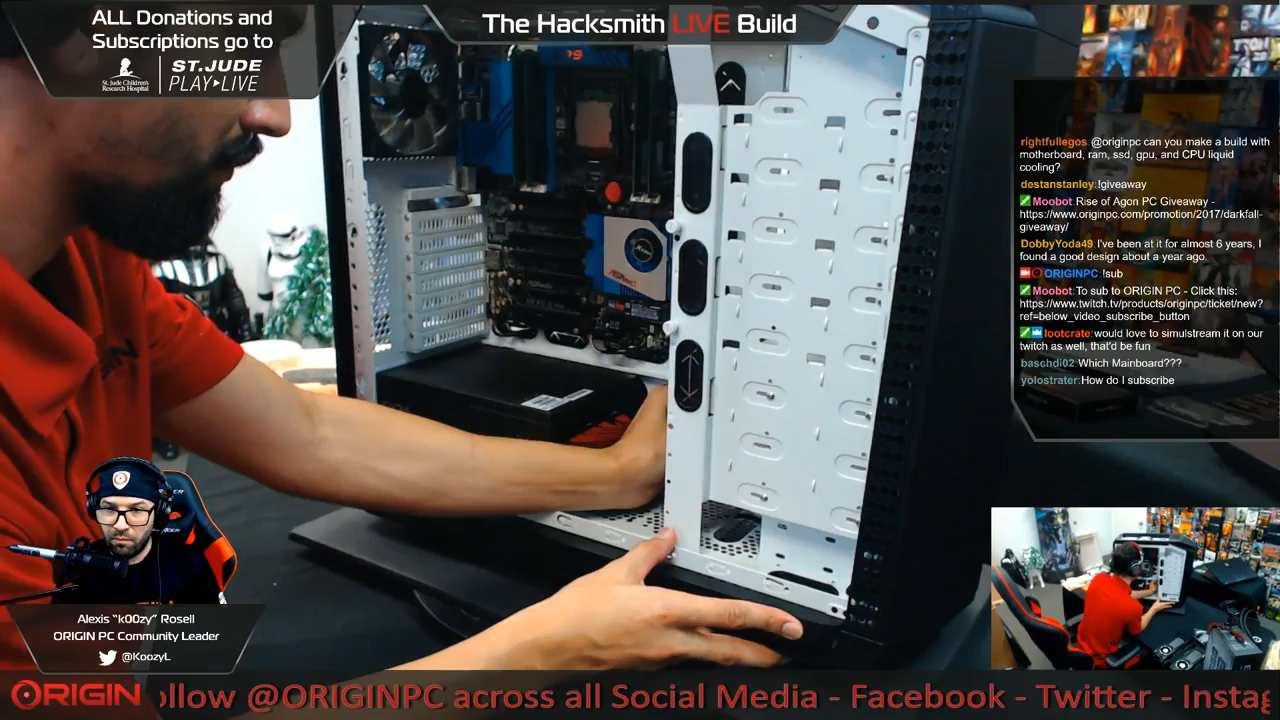 ALL Donations and
Subscriptions go to
St. Jude Children's
Research Hospital
ST.JUDE
PLAY LIVE
The Hacksmith LIVE Build
rightfullegos: @originpc can you make a build with
motherboard, ram, ssd, gpu, and CPU liquid
cooling?
destanstanley: !giveaway
Moobot: Rise of Agon PC Giveaway -
https://www.originpc.com/promotion/2017/darkfall-
giveaway/
DobbyYoda49: I've been at it for almost 6 years, I
found a good design about a year ago.
ORIGINPC: !sub
Moobot: To sub to ORIGIN PC - Click this:
https://www.twitch.tv/products/originpc/ticket/new?
ref=below_video_subscribe_button
lootcrate: would love to simulstream it on our
twitch as well, that'd be fun
baschdi02: Which Mainboard???
yolostrater: How do I subscribe
Alexis "k00zy" Rosell
ORIGIN PC Community Leader
@KoozyL
ORIGIN
ollow @ORIGINPC across all Social Media - Facebook - Twitter - Instag